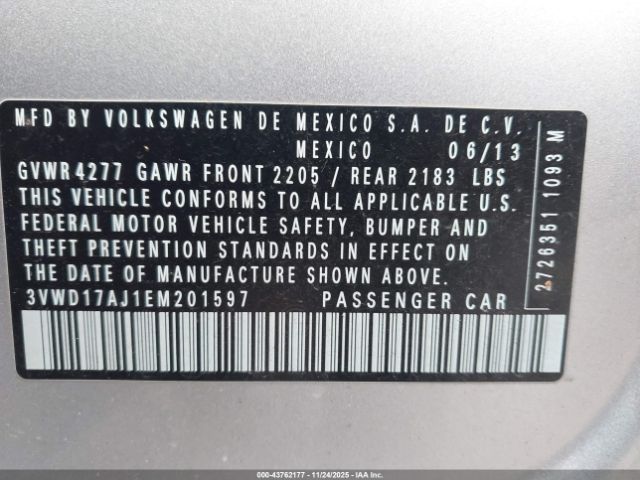 MFD BY VOLKSWAGEN DE MEXICO S.A. DE C.V.
MEXICO 06/13
GVWR 4277 GAWR FRONT 2205 / REAR 2183 LBS
THIS VEHICLE CONFORMS TO ALL APPLICABLE U.S.
FEDERAL MOTOR VEHICLE SAFETY, BUMPER AND
THEFT PREVENTION STANDARDS IN EFFECT ON
THE DATE OF MANUFACTURE SHOWN ABOVE.
3VWD17AJ1EM201597 PASSENGER CAR
2726351 1093 M
000-43762177 - 11/24/2025 - IAA Inc.